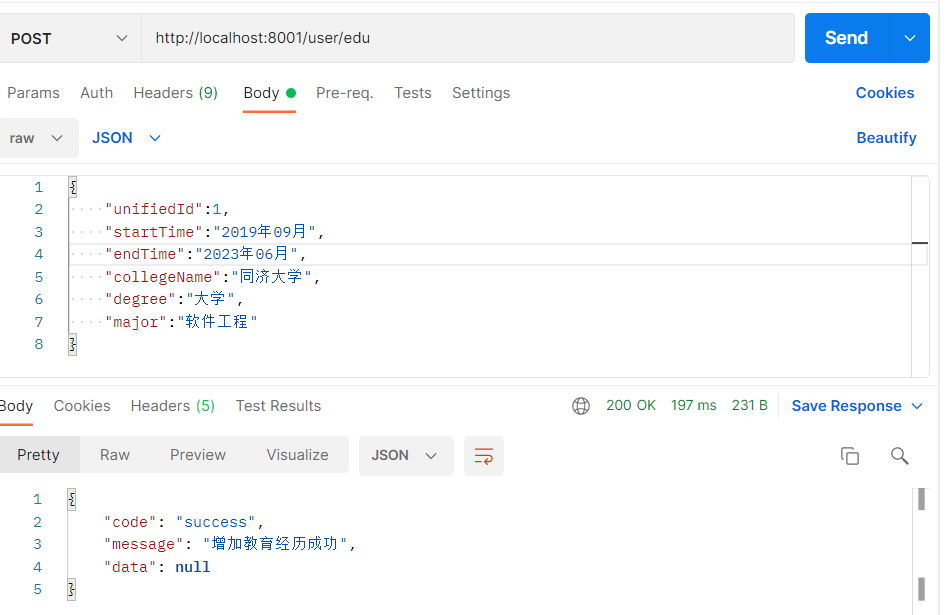 POST http://localhost:8001/user/edu Send
Params Auth Headers (9) Body Pre-req. Tests Settings Cookies
raw JSON Beautify
1 {
2 "unifiedId":1,
3 "startTime":"2019年09月",
4 "endTime":"2023年06月",
5 "collegeName":"同济大学",
6 "degree":"大学",
7 "major":"软件工程"
8 }
Body Cookies Headers (5) Test Results 200 OK 197 ms 231 B Save Response
Pretty Raw Preview Visualize JSON
1 {
2 "code": "success",
3 "message": "增加教育经历成功",
4 "data": null
5 }